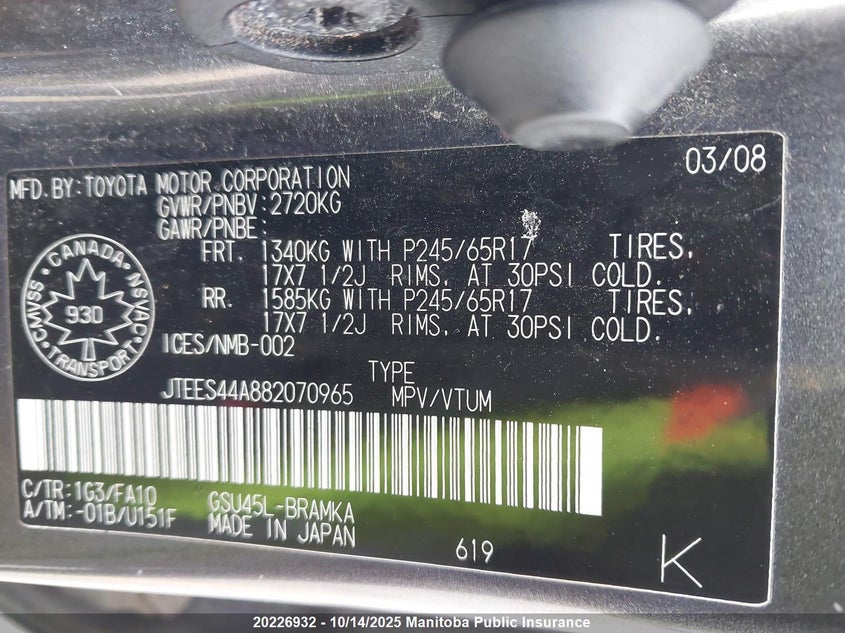 03/08
MFD.BY:TOYOTA MOTOR CORPORATION
GVWR/PNBV:2720KG
GAWR/PNBE:
FRT. 1340KG WITH P245/65R17 TIRES,
17X7 1/2J RIMS, AT 30PSI COLD.
RR. 1585KG WITH P245/65R17 TIRES,
17X7 1/2J RIMS, AT 30PSI COLD.
CANADA
CMVSS 930 NSVAC
TRANSPORT
ICES/NMB-002
TYPE
JTEES44A882070965 MPV/VTUM
C/TR:1G3/FA10 GSU45L-BRAMKA
A/TM:-01B/U151F MADE IN JAPAN
619
K
20226932 - 10/14/2025 Manitoba Public Insurance